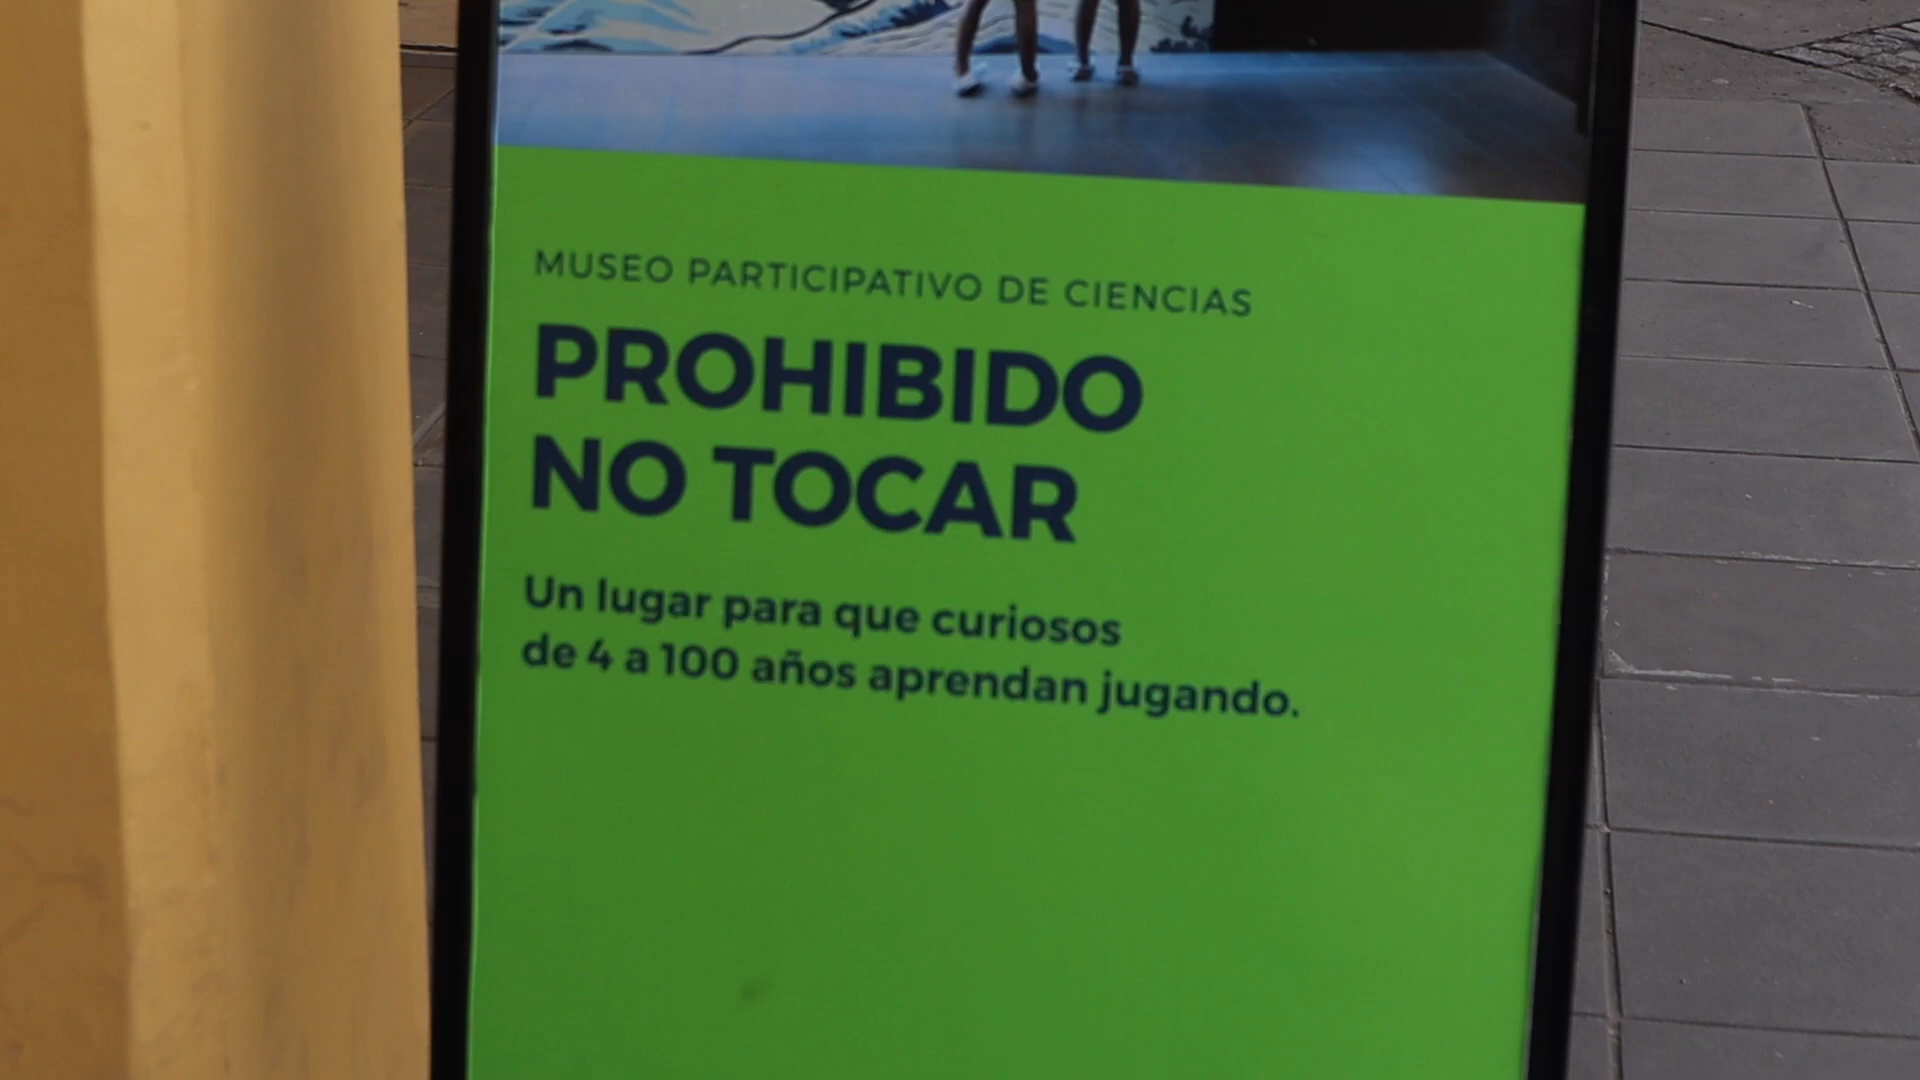 MUSEO PARTICIPATIVO DE CIENCIAS
PROHIBIDO
NO TOCAR
Un lugar para que curiosos
de 4 a 100 años aprendan jugando.